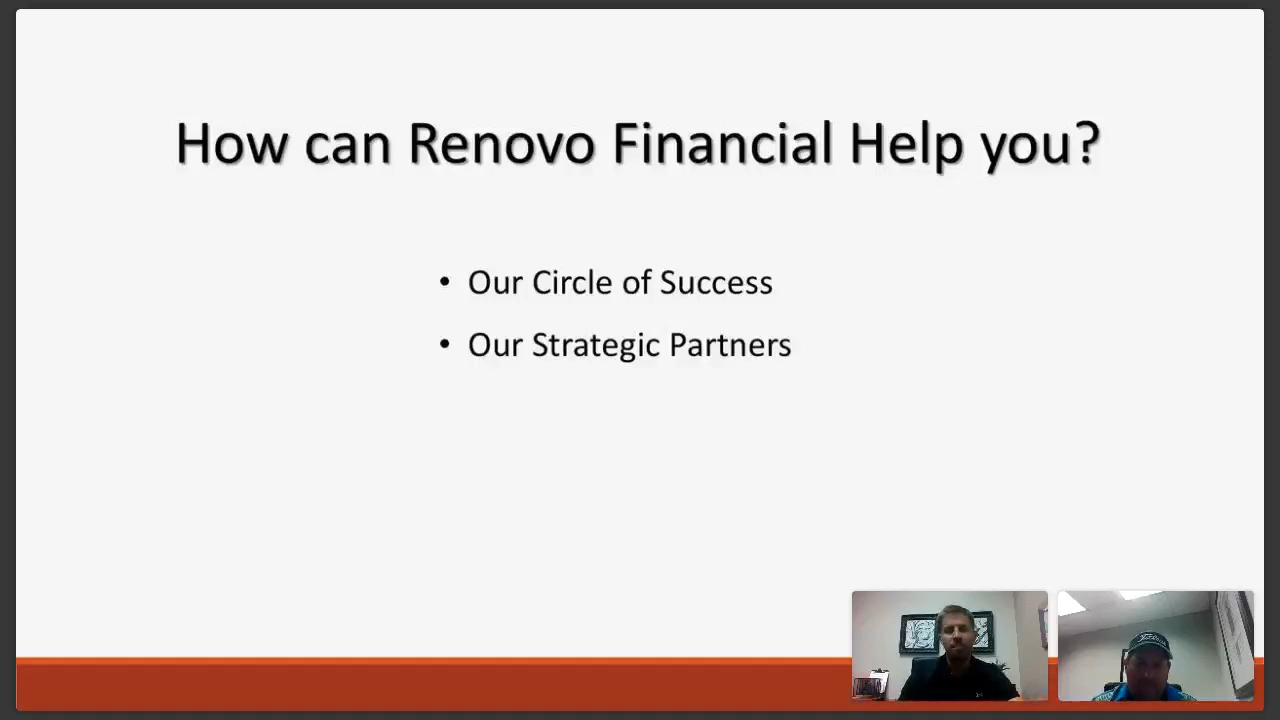 How can Renovo Financial Help you?
• Our Circle of Success
• Our Strategic Partners